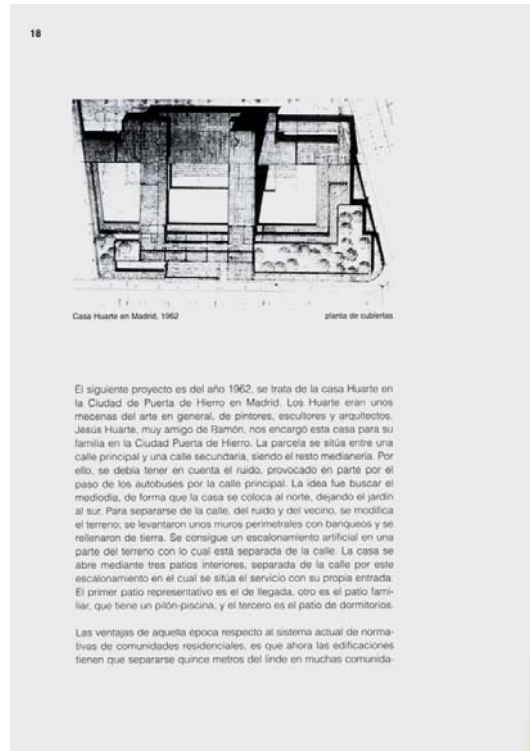 18
Casa Huarte en Madrid, 1962
planta de cubiertas
El siguiente proyecto es del año 1962, se trata de la casa Huarte en
la Ciudad de Puerta de Hierro en Madrid. Los Huarte eran unos
mecenas del arte en general, de pintores, escultores y arquitectos.
Jesús Huarte, muy amigo de Ramón, nos encargó esta casa para su
familia en la Ciudad Puerta de Hierro. La parcela se sitúa entre una
calle principal y una calle secundaria, siendo el resto medianería. Por
ello, se debía tener en cuenta el ruido, provocado en parte por el
paso de los autobuses por la calle principal. La idea fue buscar el
mediodía, de forma que la casa se coloca al norte, dejando el jardín
al sur. Para separarse de la calle, del ruido y del vecino, se modifica
el terreno; se levantaron unos muros perimetrales con banqueos y se
rellenaron de tierra. Se consigue un escalonamiento artificial en una
parte del terreno con lo cual está separada de la calle. La casa se
abre mediante tres patios interiores, separada de la calle por este
escalonamiento en el cual se sitúa el servicio con su propia entrada.
El primer patio representativo es el de llegada, otro es el patio fami-
liar, que tiene un pilón-piscina, y el tercero es el patio de dormitorios.
Las ventajas de aquella época respecto al sistema actual de norma-
tivas de comunidades residenciales, es que ahora las edificaciones
tienen que separarse quince metros del linde en muchas comunida-